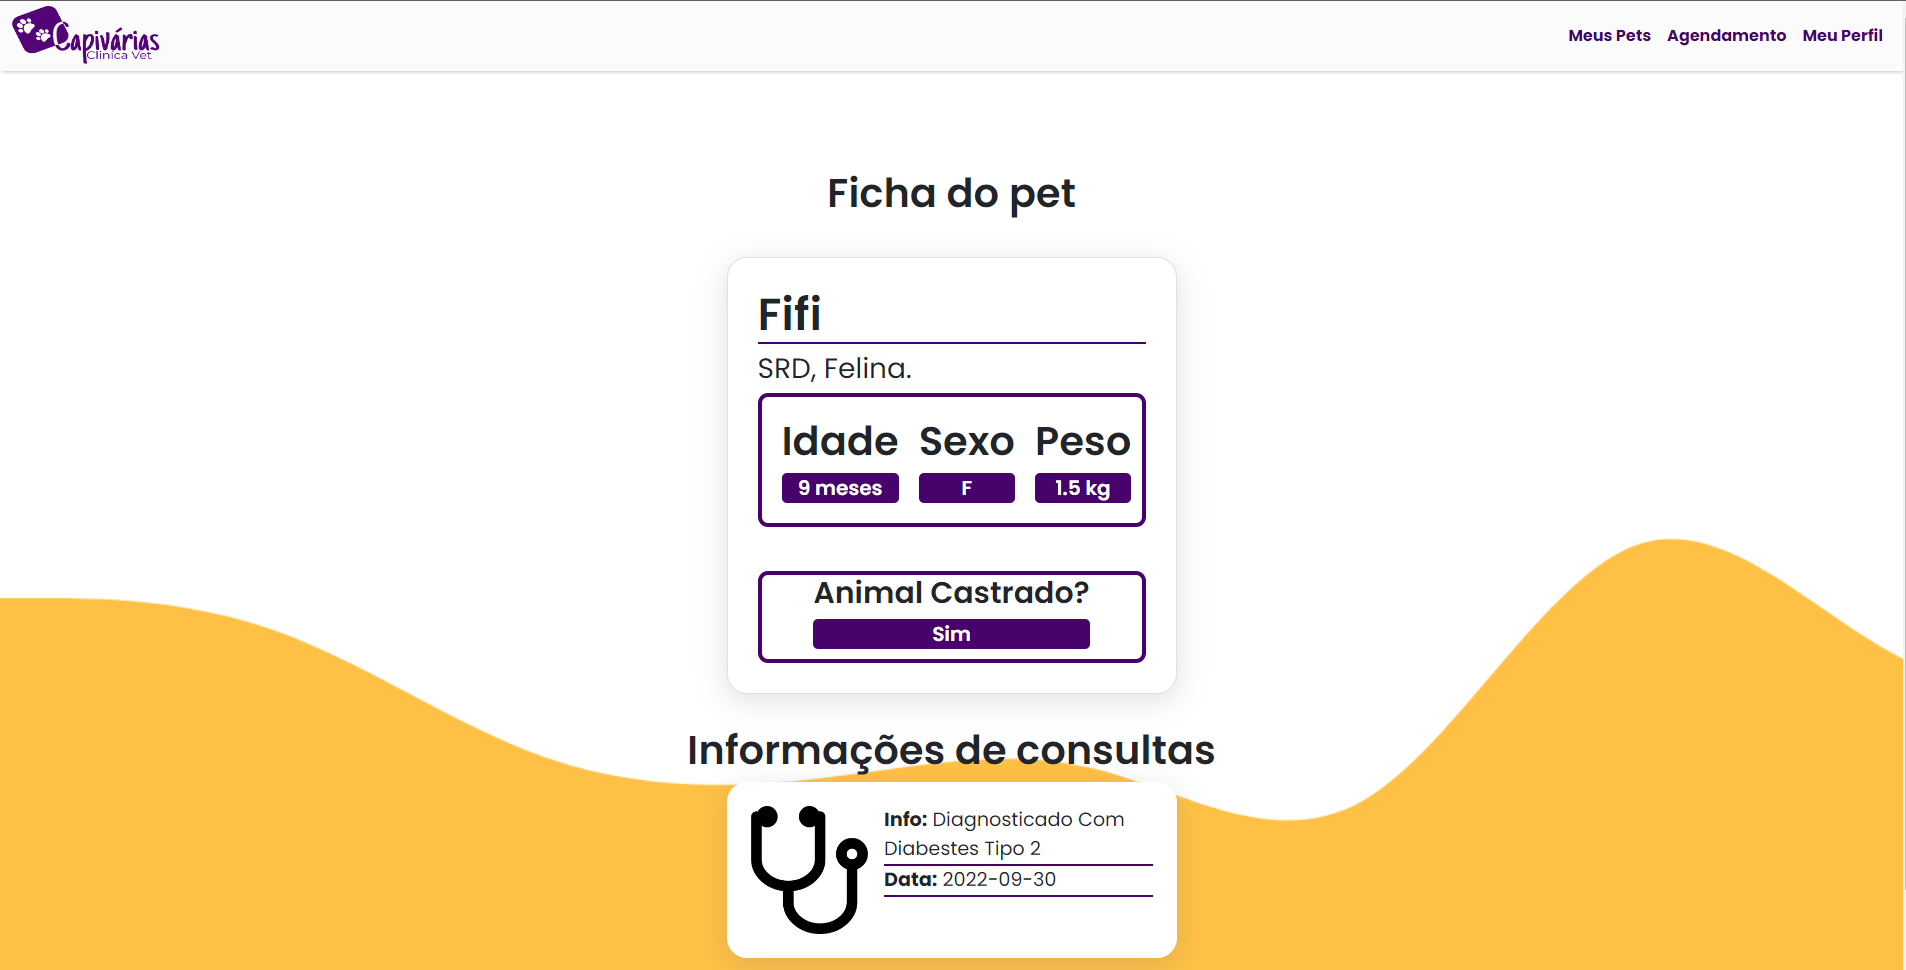 Capivárias
Clínica Vet
Meus Pets Agendamento Meu Perfil
Ficha do pet
Fifi
SRD, Felina.
Idade Sexo Peso
9 meses F 1.5 kg
Animal Castrado?
Sim
Informações de consultas
Info: Diagnosticado Com
Diabestes Tipo 2
Data: 2022-09-30